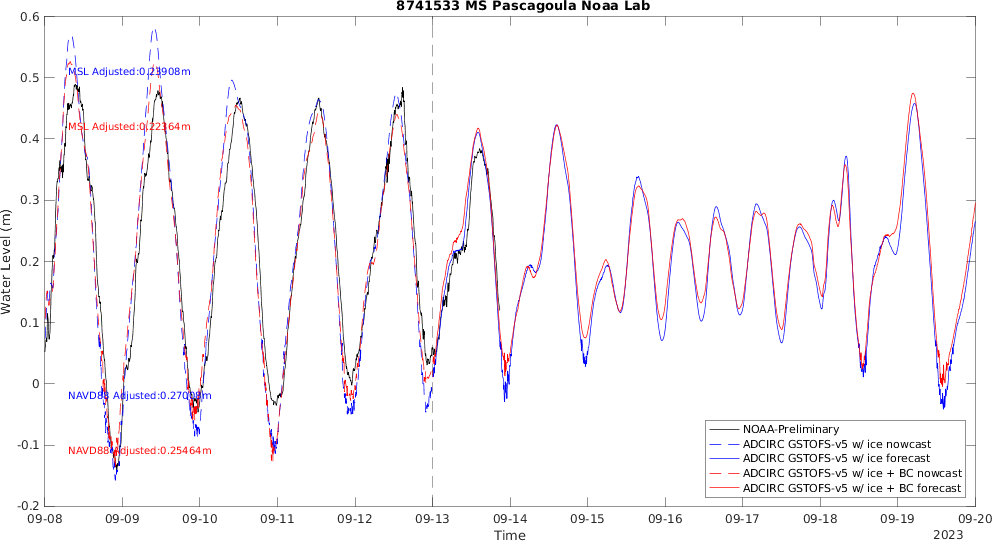 8741533 MS Pascagoula Noaa Lab
0.6
0.5
0.4
0.3
0.2
0.1
0
-0.1
-0.2
Water Level (m)
MSL Adjusted:0.23908m
MSL Adjusted:0.22364m
NAVD88 Adjusted:0.25464m
NOAA-Preliminary
ADCIRC GSTOFS-v5 w/ ice nowcast
ADCIRC GSTOFS-v5 w/ ice forecast
ADCIRC GSTOFS-v5 w/ ice + BC nowcast
ADCIRC GSTOFS-v5 w/ ice + BC forecast
09-08 09-09 09-10 09-11 09-12 09-13 09-14 09-15 09-16 09-17 09-18 09-19 09-20
Time
2023
NAVD88